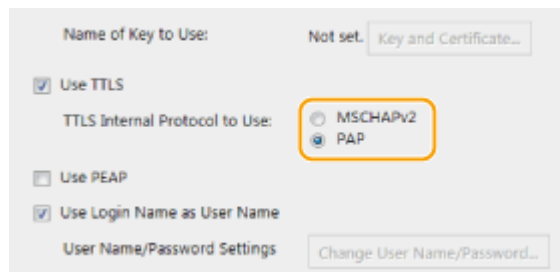 Name of Key to Use: Not set. Key and Certificate...
Use TTLS
TTLS Internal Protocol to Use: MSCHAPv2
PAP
Use PEAP
Use Login Name as User Name
User Name/Password Settings Change User Name/Password...